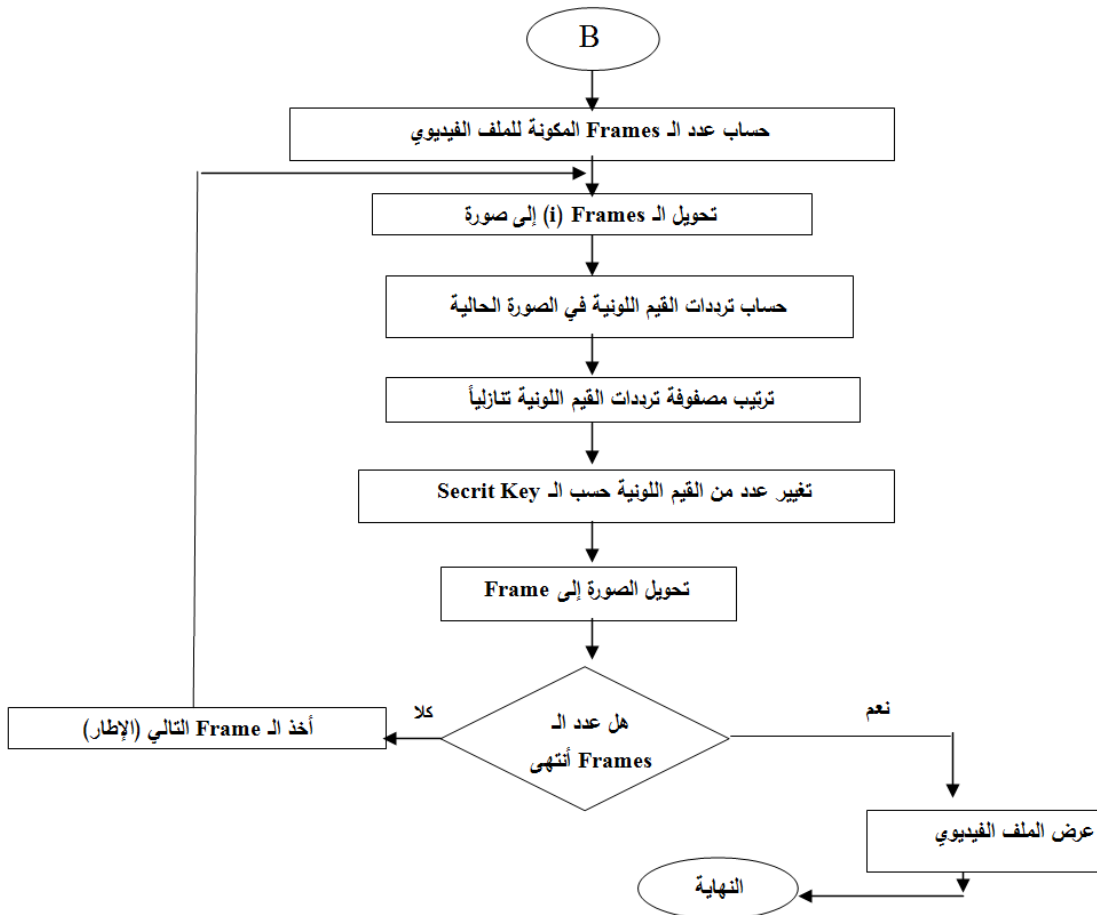 B
حساب عدد الـ Frames المكونة للملف الفيديوي
تحويل الـ Frames (i) إلى صورة
حساب ترددات القيم اللونية في الصورة الحالية
ترتيب مصفوفة ترددات القيم اللونية تنازلياً
تغيير عدد من القيم اللونية حسب الـ Secrit Key
تحويل الصورة إلى Frame
هل عدد الـ
Frames أنتهى
نعم
كلا
أخذ الـ Frame التالي (الإطار)
عرض الملف الفيديوي
النهاية